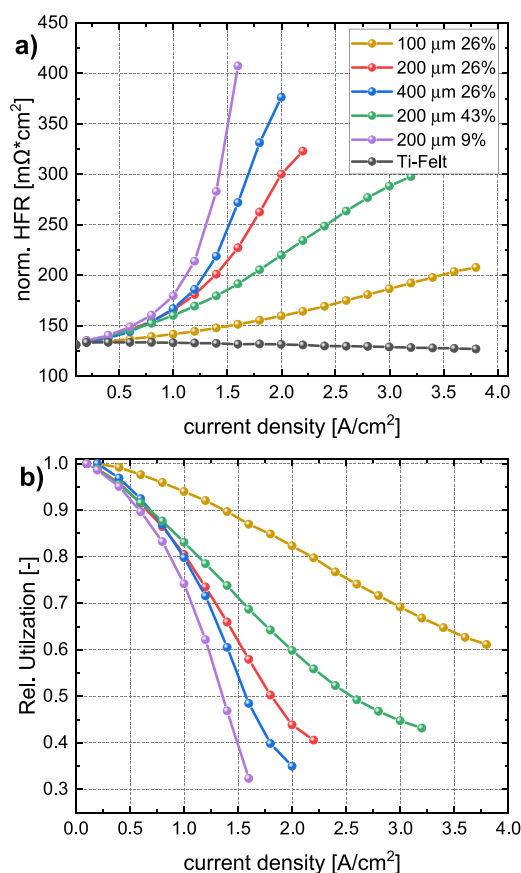 a)
norm. HFR [mΩ*cm²]
450
400
350
300
250
200
150
100
100 μm 26%
200 μm 26%
400 μm 26%
200 μm 43%
200 μm 9%
Ti-Felt
0.5 1.0 1.5 2.0 2.5 3.0 3.5 4.0
current density [A/cm²]
b)
Rel. Utilzation [-]
1.0
0.9
0.8
0.7
0.6
0.5
0.4
0.3
0.0 0.5 1.0 1.5 2.0 2.5 3.0 3.5 4.0
current density [A/cm²]